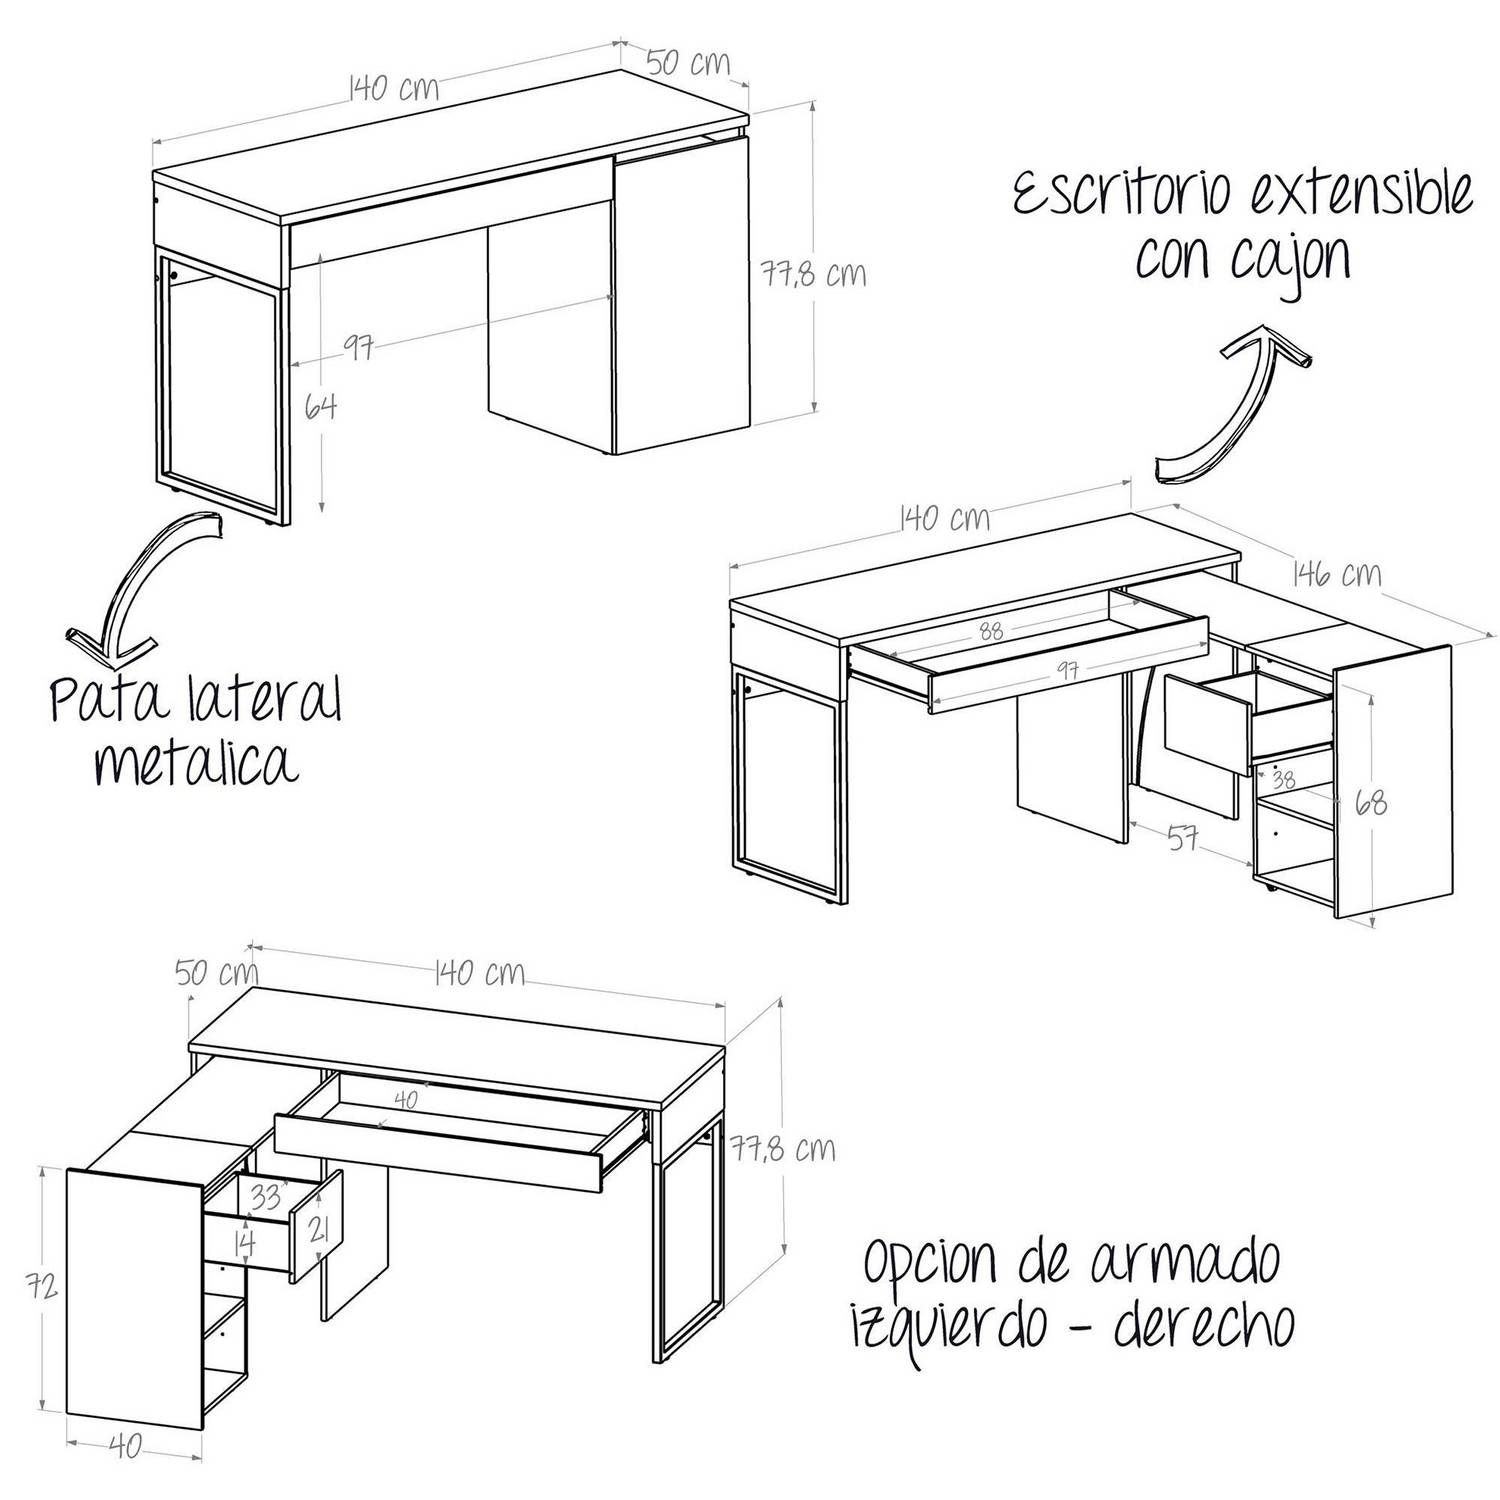 140 cm
50 cm
77,8 cm
97
64
Escritorio extensible
con cajon
Pata lateral
metalica
140 cm
146 cm
88
97
38
68
57
50 cm
140 cm
40
77,8 cm
33
21
14
72
40
Opcion de armado
izquierdo - derecho